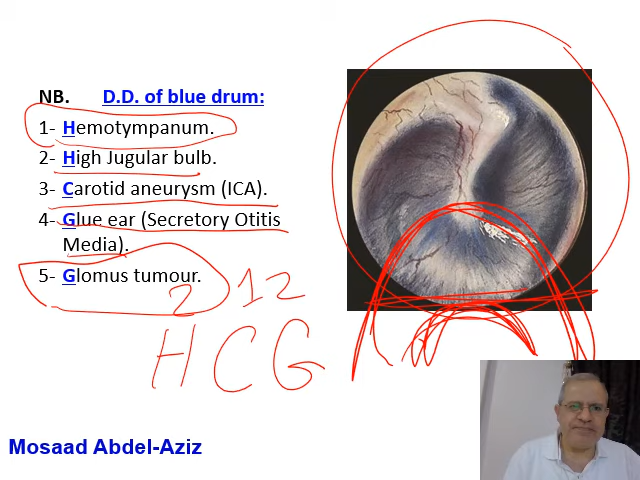 NB. D.D. of blue drum:
1- Hemotympanum.
2- High Jugular bulb.
3- Carotid aneurysm (ICA).
4- Glue ear (Secretory Otitis
Media).
5- Glomus tumour.
2 12
HCG
Mosaad Abdel-Aziz